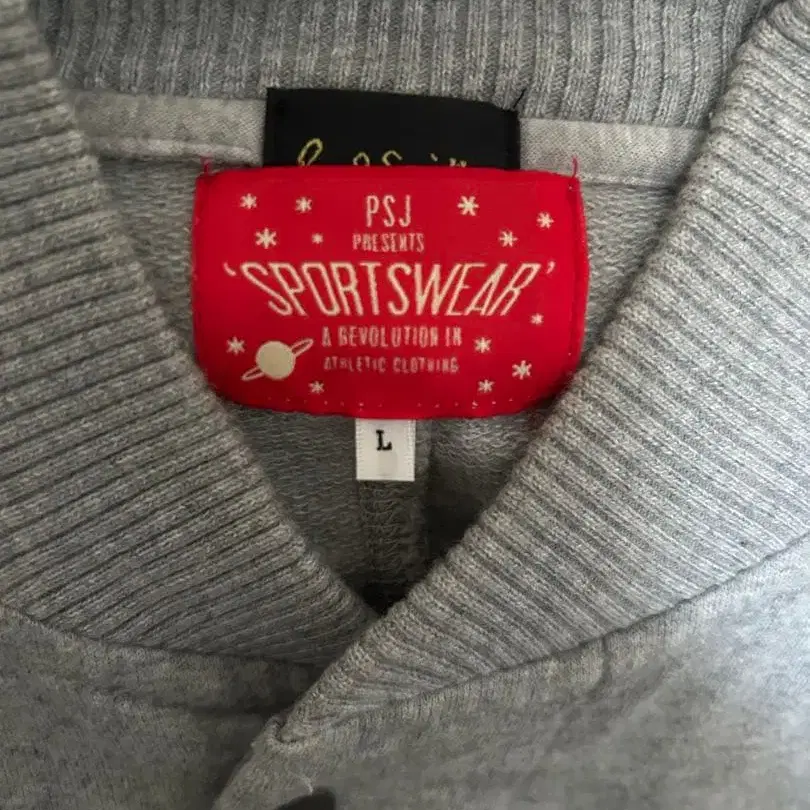 PSJ
PRESENTS
'SPORTSWEAR'
A REVOLUTION IN
ATHLETIC CLOTHING
L